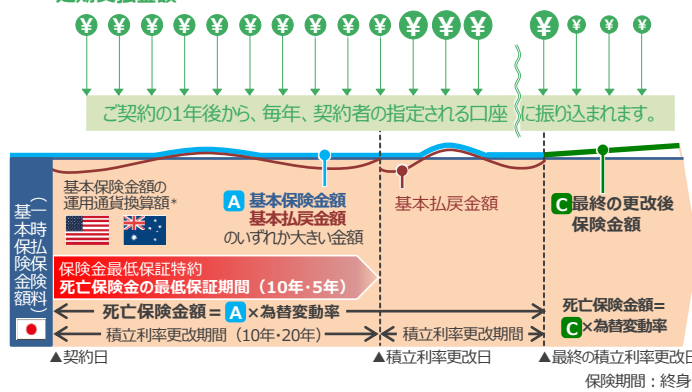 定期支払金額
¥ ¥ ¥ ¥ ¥ ¥ ¥ ¥ ¥ ¥ ¥ ¥ ¥ ¥ ¥ ¥ ¥
ご契約の1年後から、毎年、契約者の指定される口座に振り込まれます。
基本保険金額
（一時払保険料）
基本保険金額の
運用通貨換算額*
A 基本保険金額
基本払戻金額
のいずれか大きい金額
基本払戻金額
C 最終の更改後
保険金額
保険金最低保証特約
死亡保険金の最低保証期間（10年・5年）
死亡保険金額＝A×為替変動率
死亡保険金額＝
C×為替変動率
積立利率更改期間（10年・20年）
積立利率更改期間
▲契約日
▲積立利率更改日
▲最終の積立利率更改日
保険期間：終身